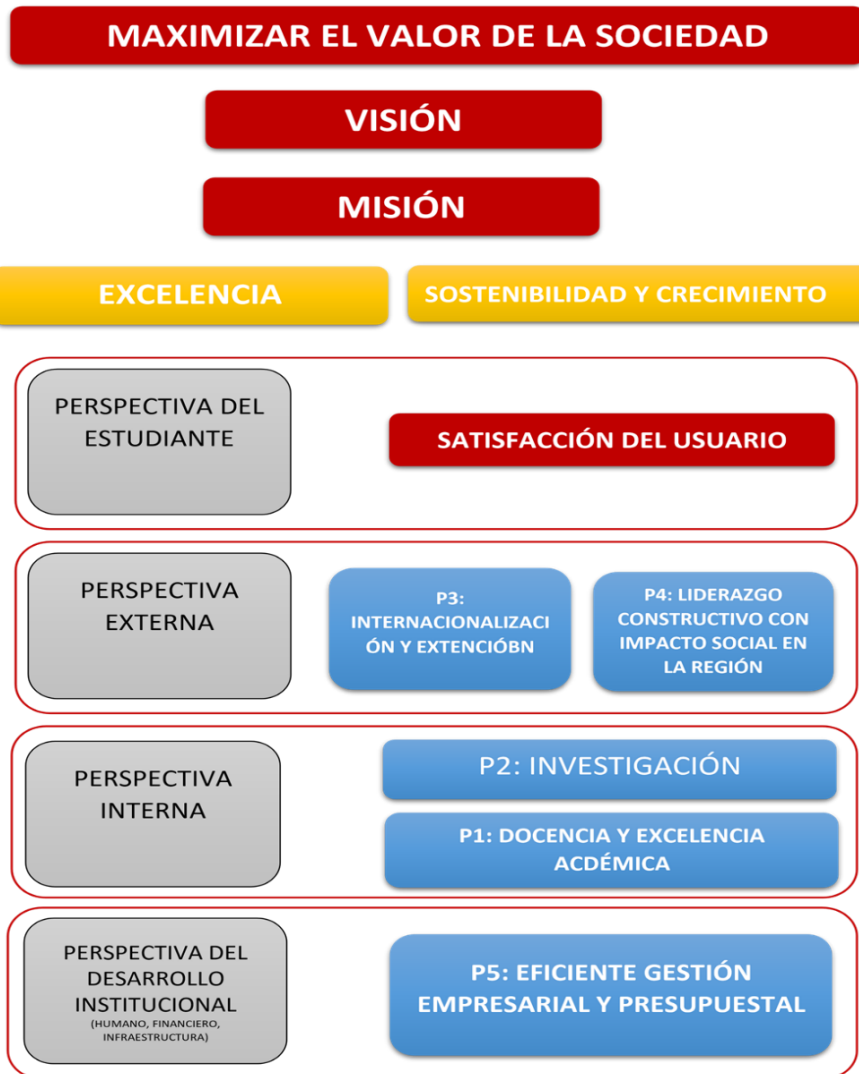 MAXIMIZAR EL VALOR DE LA SOCIEDAD
VISIÓN
MISIÓN
EXCELENCIA
SOSTENIBILIDAD Y CRECIMIENTO
PERSPECTIVA DEL
ESTUDIANTE
SATISFACCIÓN DEL USUARIO
PERSPECTIVA
EXTERNA
P3:
INTERNACIONALIZACI
ÓN Y EXTENCIÓBN
P4: LIDERAZGO
CONSTRUCTIVO CON
IMPACTO SOCIAL EN
LA REGIÓN
PERSPECTIVA
INTERNA
P2: INVESTIGACIÓN
P1: DOCENCIA Y EXCELENCIA
ACDÉMICA
PERSPECTIVA DEL
DESARROLLO
INSTITUCIONAL
(HUMANO, FINANCIERO,
INFRAESTRUCTURA)
P5: EFICIENTE GESTIÓN
EMPRESARIAL Y PRESUPUESTAL